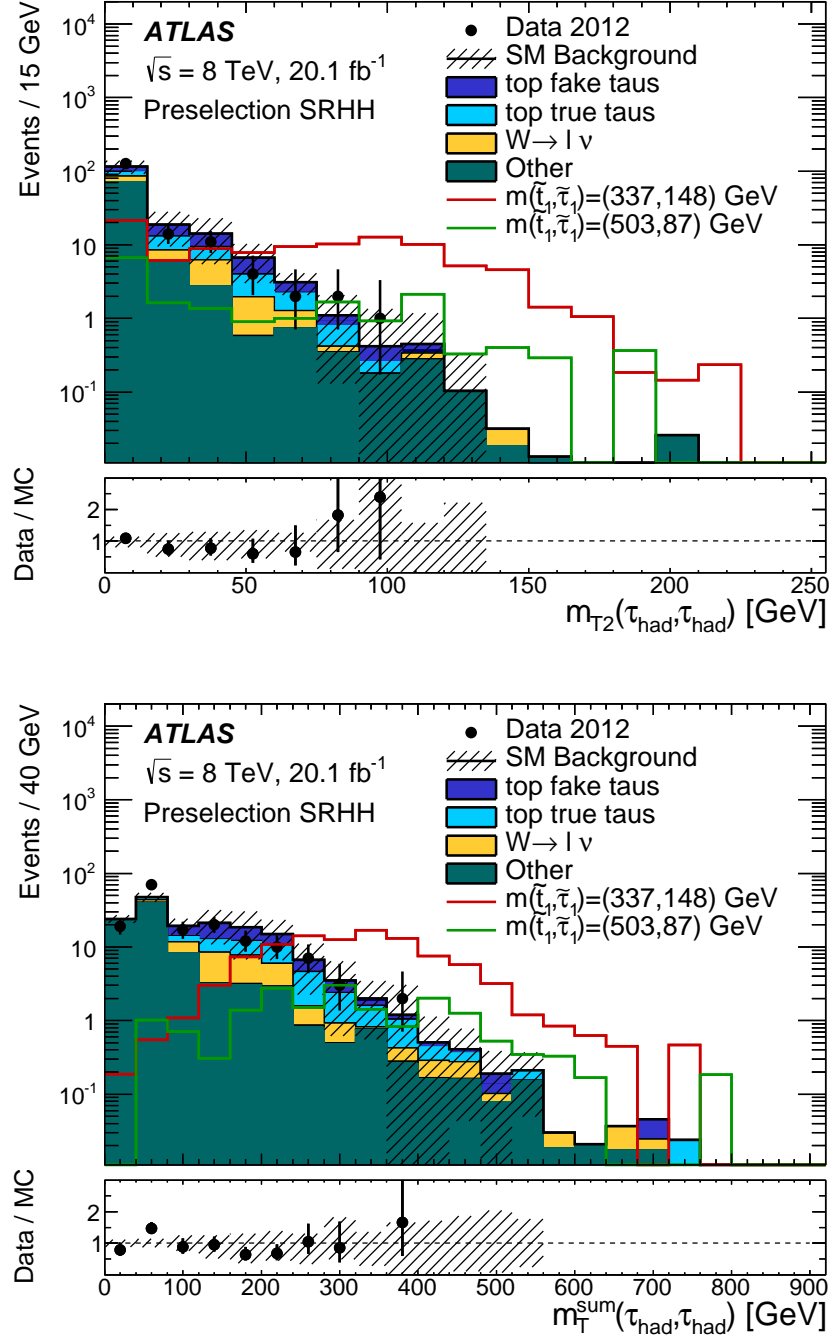 Events / 15 GeV
10⁴
10³
10²
10
1
10⁻¹
ATLAS
√s = 8 TeV, 20.1 fb⁻¹
Preselection SRHH
Data 2012
SM Background
top fake taus
top true taus
W→ l ν
Other
m(t̃₁,τ̃₁)=(337,148) GeV
m(t̃₁,τ̃₁)=(503,87) GeV
Data / MC
2
1
0 50 100 150 200 250
m_T2(τ_had,τ_had) [GeV]
Events / 40 GeV
10⁴
10³
10²
10
1
10⁻¹
ATLAS
√s = 8 TeV, 20.1 fb⁻¹
Preselection SRHH
Data 2012
SM Background
top fake taus
top true taus
W→ l ν
Other
m(t̃₁,τ̃₁)=(337,148) GeV
m(t̃₁,τ̃₁)=(503,87) GeV
Data / MC
2
1
0 100 200 300 400 500 600 700 800 900
m_T^sum(τ_had,τ_had) [GeV]